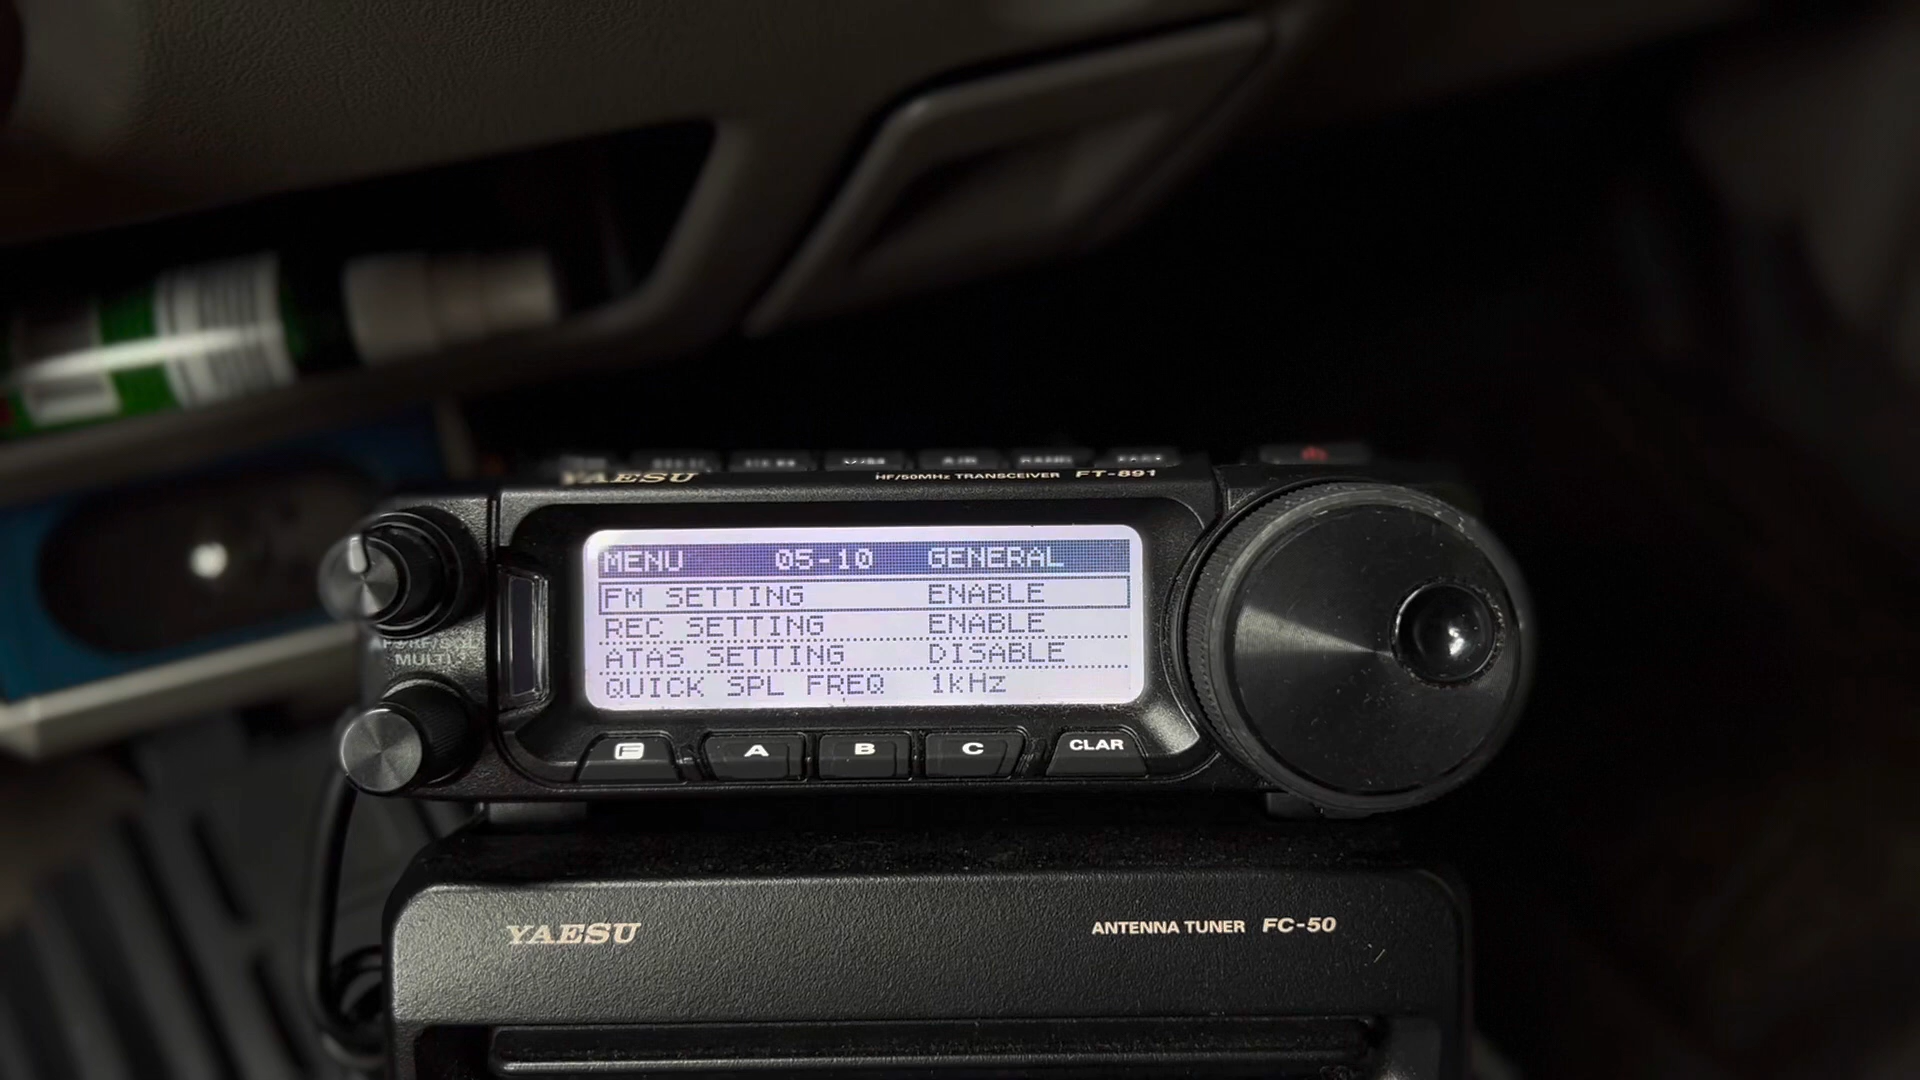 YAESU HF/50MHz TRANSCEIVER FT-891
MENU 05-10 GENERAL
FM SETTING ENABLE
REC SETTING ENABLE
ATAS SETTING DISABLE
QUICK SPL FREQ 1kHz
MULTI
F A B C CLAR
YAESU ANTENNA TUNER FC-50